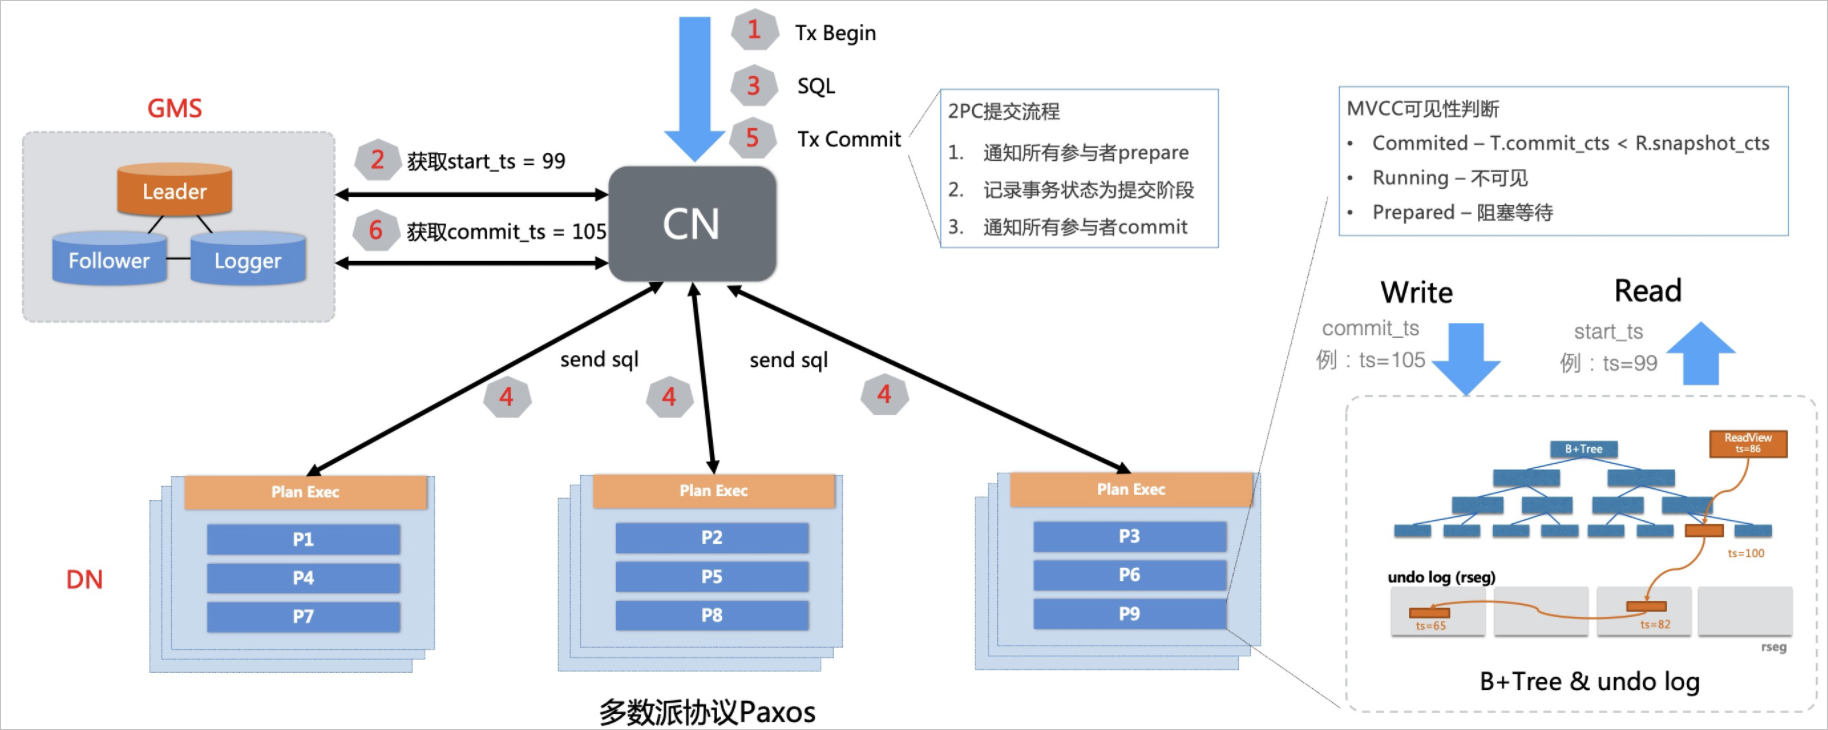 1 Tx Begin
3 SQL
5 Tx Commit
GMS
Leader
Follower
Logger
2 获取start_ts = 99
6 获取commit_ts = 105
CN
2PC提交流程
1. 通知所有参与者prepare
2. 记录事务状态为提交阶段
3. 通知所有参与者commit
MVCC可见性判断
• Commited – T.commit_cts < R.snapshot_cts
• Running – 不可见
• Prepared – 阻塞等待
send sql
send sql
4
4
4
DN
Plan Exec
P1
P4
P7
Plan Exec
P2
P5
P8
Plan Exec
P3
P6
P9
多数派协议Paxos
Write
commit_ts
例：ts=105
Read
start_ts
例：ts=99
B+Tree
ReadView
ts=86
ts=100
undo log (rseg)
ts=65
ts=82
rseg
B+Tree & undo log